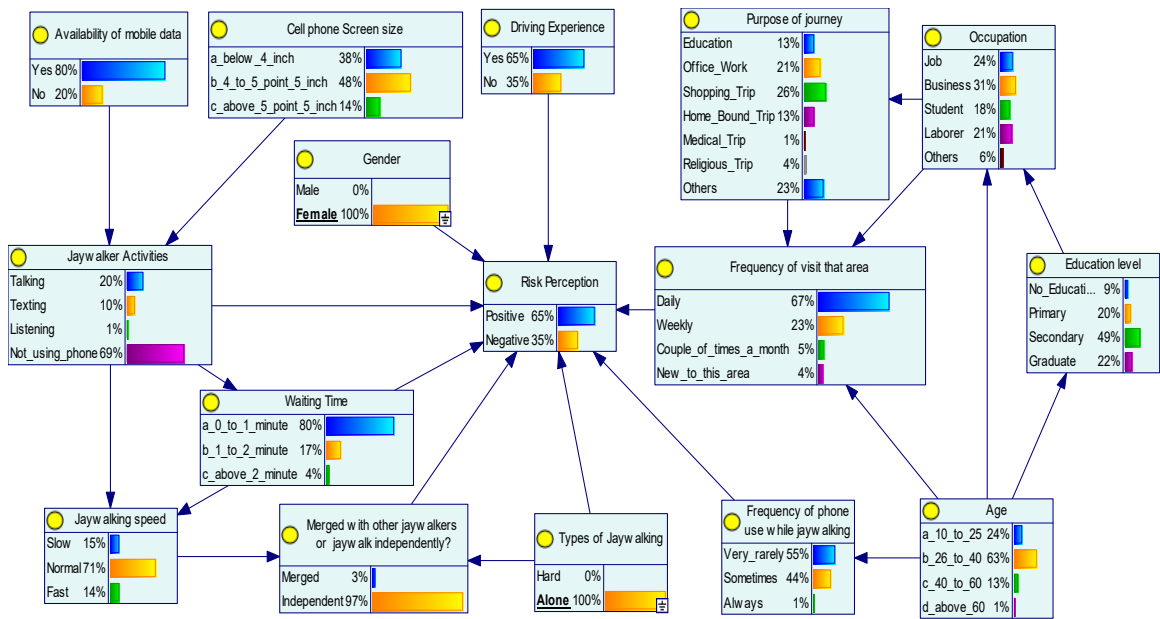 Availability of mobile data
Yes 80%
No 20%
Cell phone Screen size
a_below_4_inch 38%
b_4_to_5_point_5_inch 48%
c_above_5_point_5_inch 14%
Driving Experience
Yes 65%
No 35%
Purpose of journey
Education 13%
Office_Work 21%
Shopping_Trip 26%
Home_Bound_Trip 13%
Medical_Trip 1%
Religious_Trip 4%
Others 23%
Occupation
Job 24%
Business 31%
Student 18%
Laborer 21%
Others 6%
Gender
Male 0%
Female 100%
Jaywalker Activities
Talking 20%
Texting 10%
Listening 1%
Not_using_phone 69%
Risk Perception
Positive 65%
Negative 35%
Frequency of visit that area
Daily 67%
Weekly 23%
Couple_of_times_a_month 5%
New_to_this_area 4%
Education level
No_Educati... 9%
Primary 20%
Secondary 49%
Graduate 22%
Waiting Time
a_0_to_1_minute 80%
b_1_to_2_minute 17%
c_above_2_minute 4%
Jaywalking speed
Slow 15%
Normal 71%
Fast 14%
Merged with other jaywalkers
or jaywalk independently?
Merged 3%
Independent 97%
Types of Jaywalking
Hard 0%
Alone 100%
Frequency of phone
use while jaywalking
Very_rarely 55%
Sometimes 44%
Always 1%
Age
a_10_to_25 24%
b_26_to_40 63%
c_40_to_60 13%
d_above_60 1%